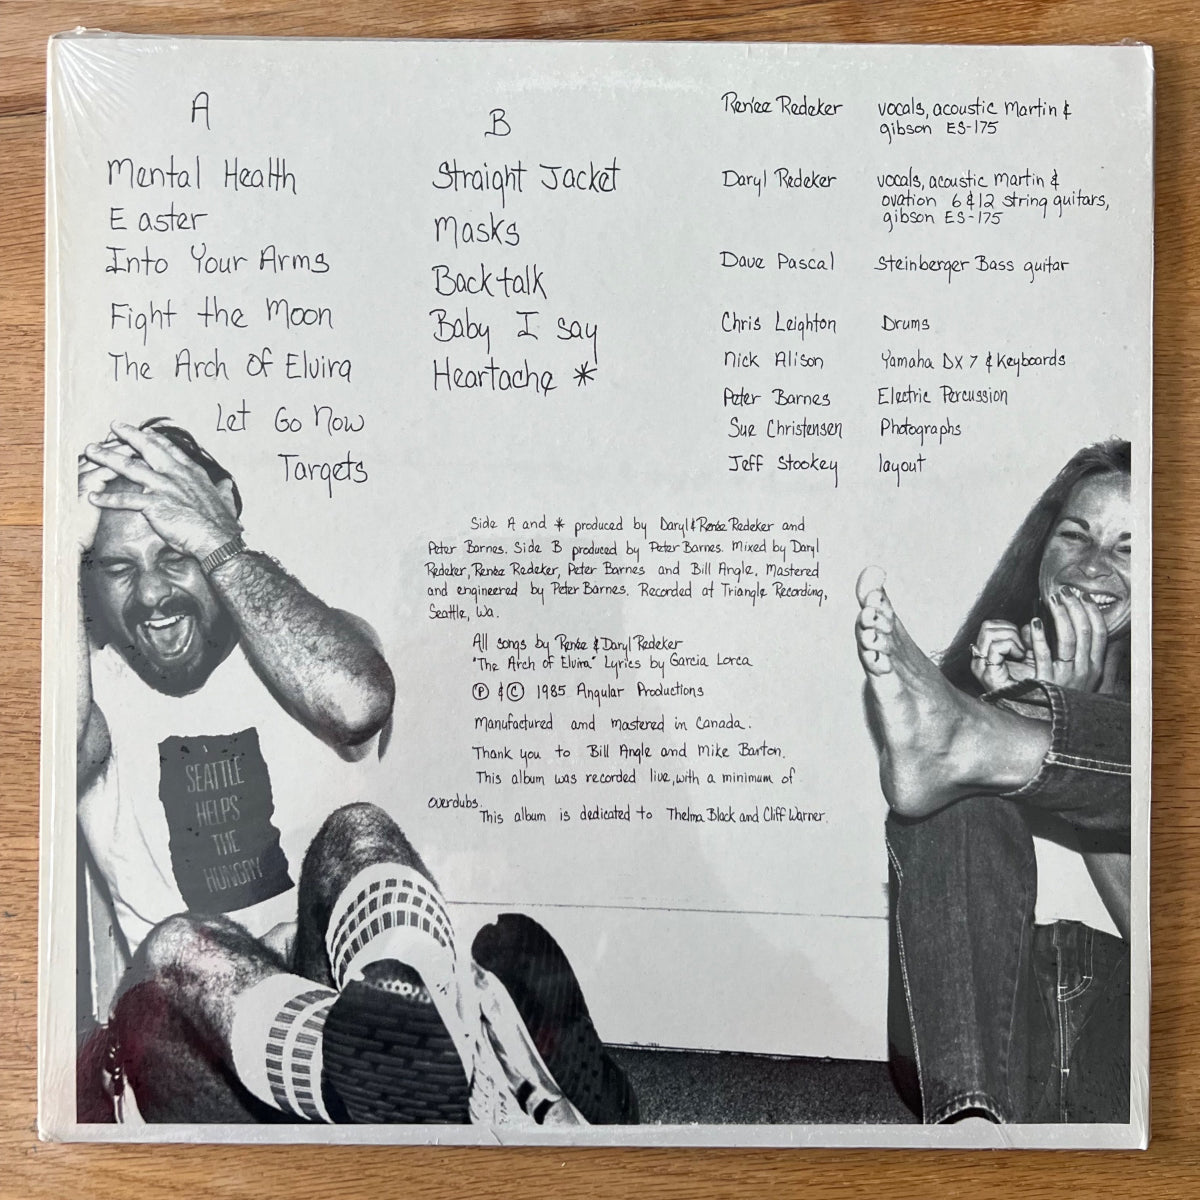 A
Mental Health
Easter
Into Your Arms
Fight the Moon
The Arch Of Elvira
Let Go Now
Targets
B
Straight Jacket
Masks
Backtalk
Baby I say
Heartache *
Renée Redeker vocals, acoustic Martin &
gibson ES-175
Daryl Redeker vocals, acoustic Martin &
ovation 6 & 12 string guitars,
gibson ES-175
Dave Pascal Steinberger Bass guitar
Chris Leighton Drums
Nick Alison Yamaha DX 7 & Keyboards
Peter Barnes Electric Percussion
Sue Christensen Photographs
Jeff Stookey layout
Side A and * produced by Daryl & Renée Redeker and
Peter Barnes. Side B produced by Peter Barnes. Mixed by Daryl
Redeker, Renée Redeker, Peter Barnes and Bill Angle. Mastered
and engineered by Peter Barnes. Recorded at Triangle Recording,
Seattle, Wa.
All songs by Renée & Daryl Redeker
"The Arch of Elvira" Lyrics by Garcia Lorca
℗ & © 1985 Angular Productions
Manufactured and mastered in Canada.
Thank you to Bill Angle and Mike Barton.
This album was recorded live, with a minimum of
overdubs.
This album is dedicated to Thelma Black and Cliff Warner.
SEATTLE
HELPS
THE
HUNGRY